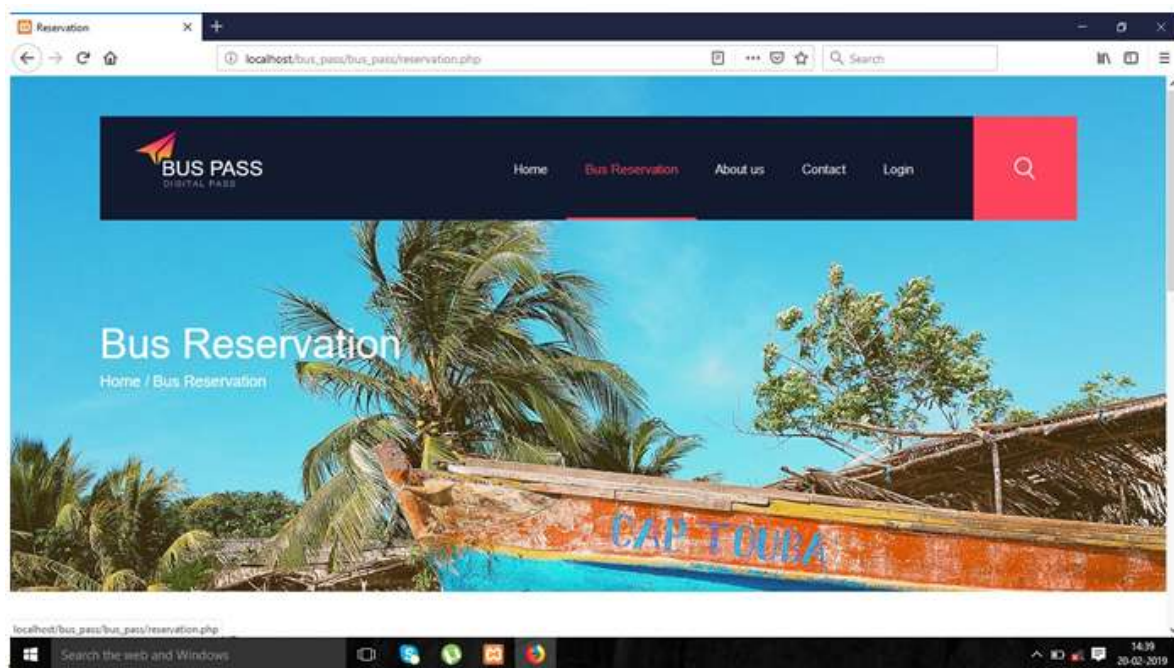 Reservation
localhost/bus_pass/bus_pass/reservation.php
Search
BUS PASS
DIGITAL PASS
Home
Bus Reservation
About us
Contact
Login
Bus Reservation
Home / Bus Reservation
CAP TOUBA
localhost/bus_pass/bus_pass/reservation.php
Search the web and Windows
14:39
20-02-2019